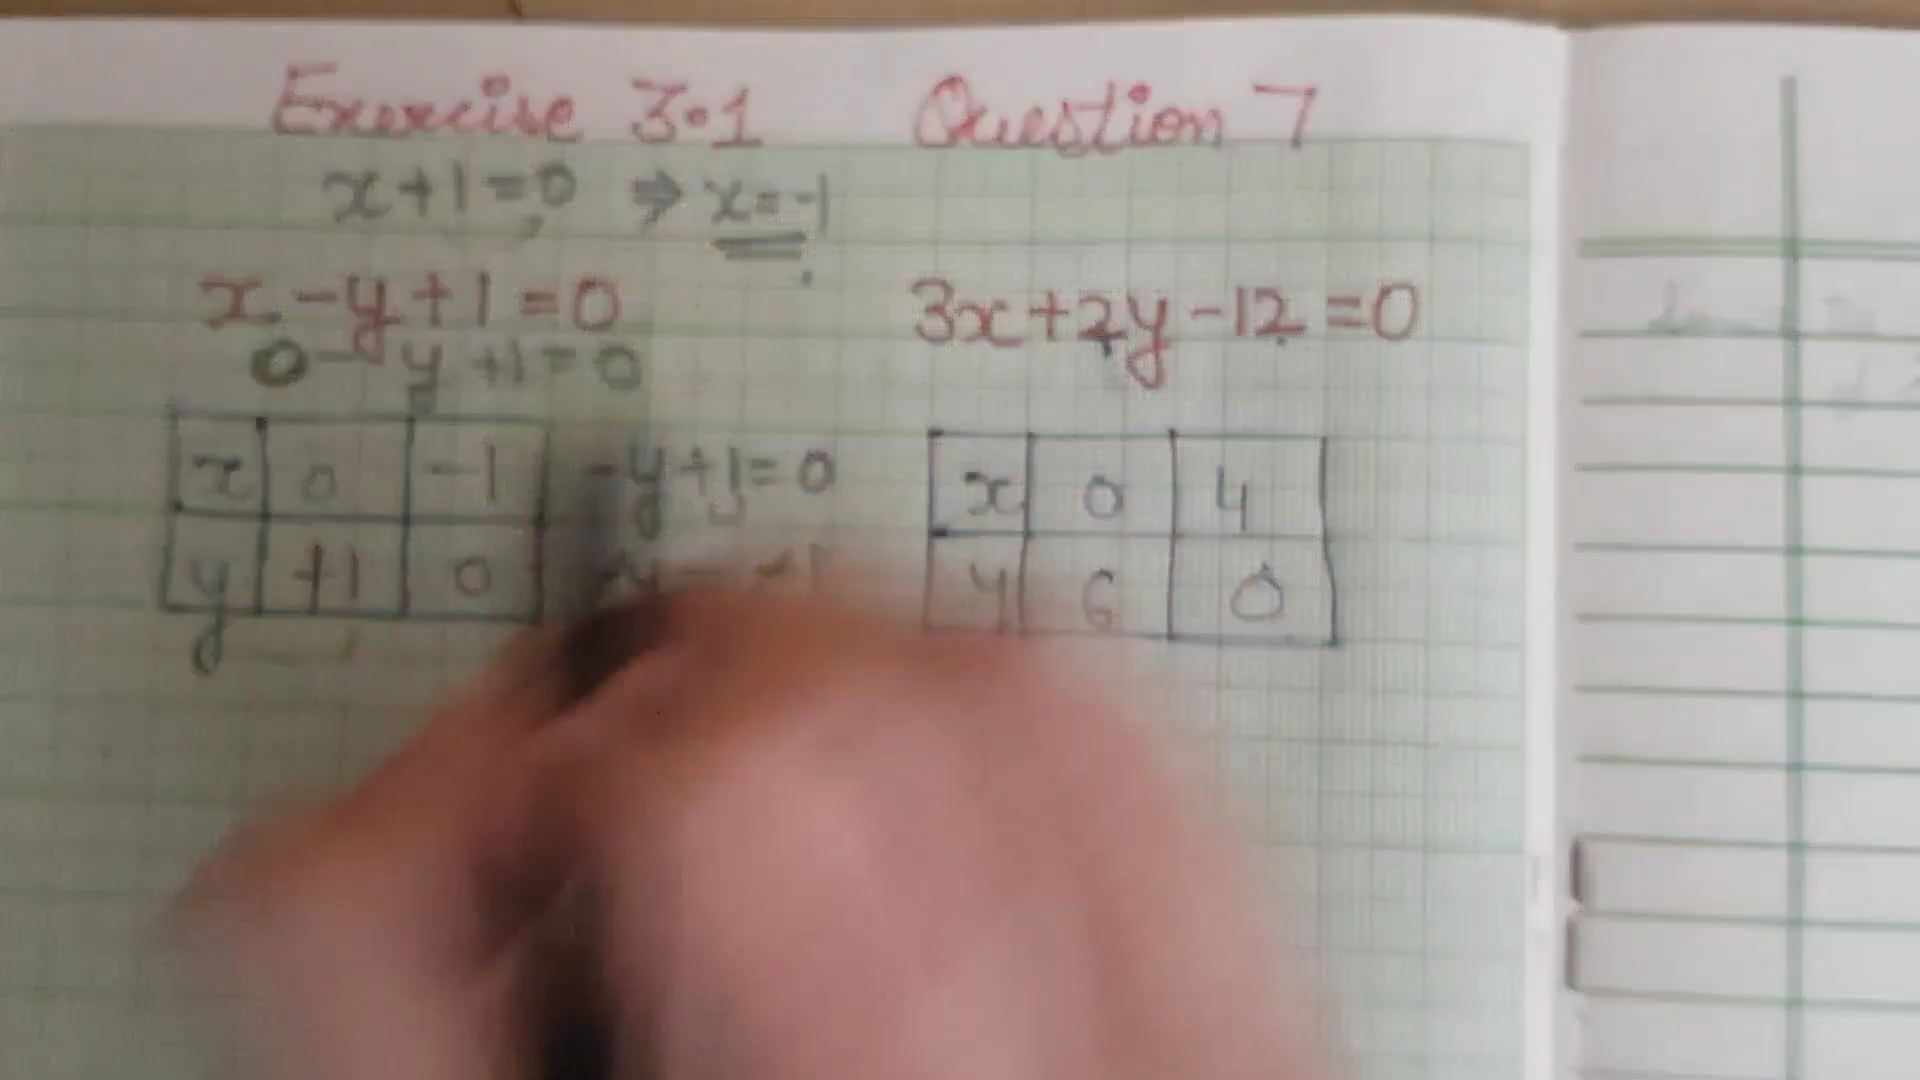 Exercise 3.1 Question 7
x+1=0 ⇒ x=-1
x-y+1=0
3x+2y-12=0
0-y+1=0
x 0 -1
y +1 0
-y+1=0
x 0 4
y 6 0